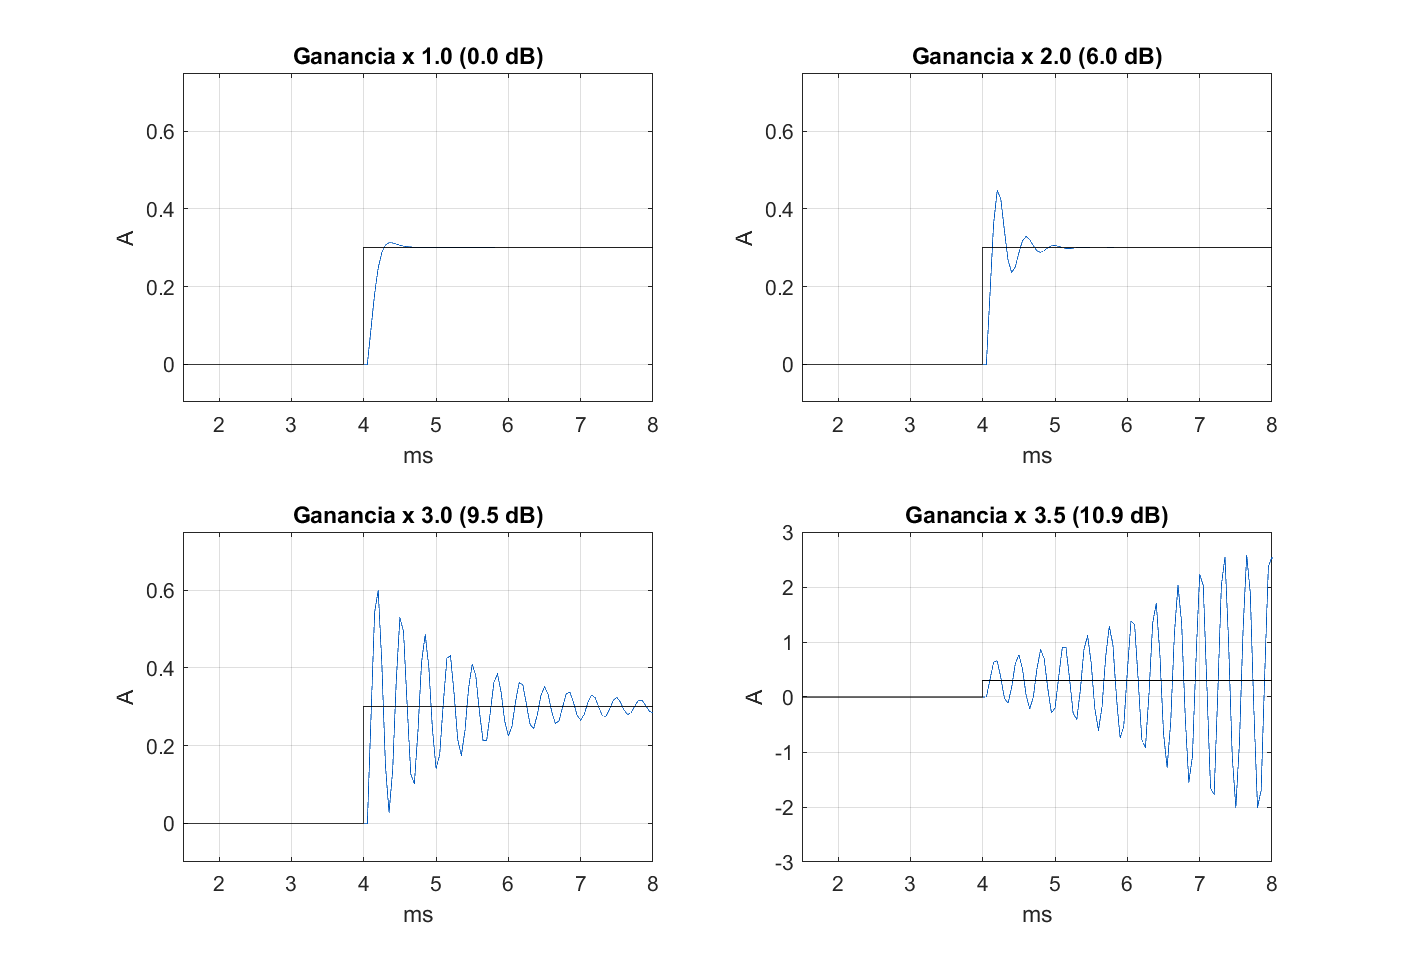 Ganancia x 1.0 (0.0 dB)
0.6
0.4
0.2
0
A
2 3 4 5 6 7 8
ms
Ganancia x 2.0 (6.0 dB)
0.6
0.4
0.2
0
A
2 3 4 5 6 7 8
ms
Ganancia x 3.0 (9.5 dB)
0.6
0.4
0.2
0
A
2 3 4 5 6 7 8
ms
Ganancia x 3.5 (10.9 dB)
3
2
1
0
-1
-2
-3
A
2 3 4 5 6 7 8
ms